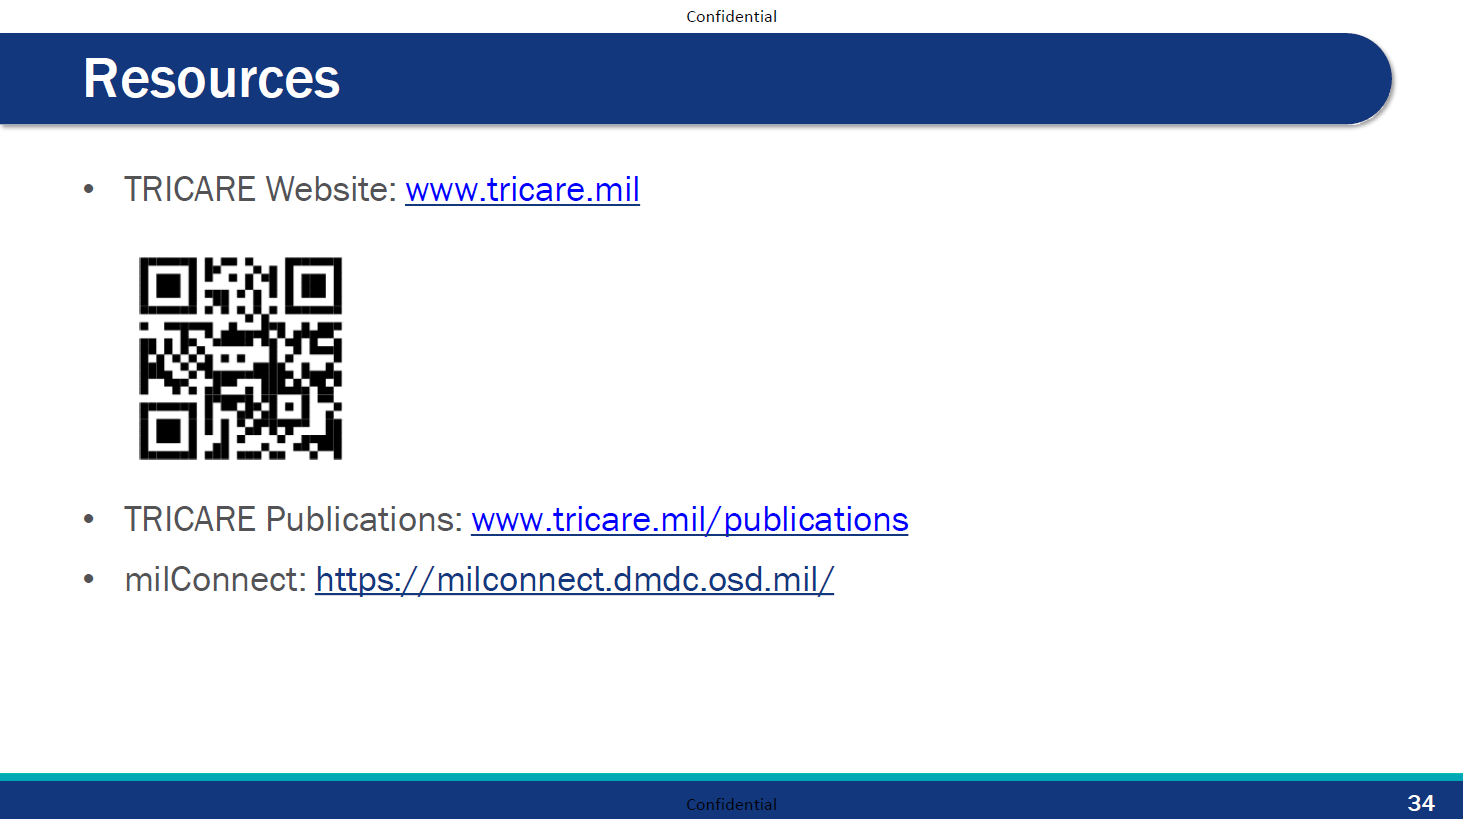 Confidential
Resources
• TRICARE Website: www.tricare.mil
• TRICARE Publications: www.tricare.mil/publications
• milConnect: https://milconnect.dmdc.osd.mil/
Confidential
34